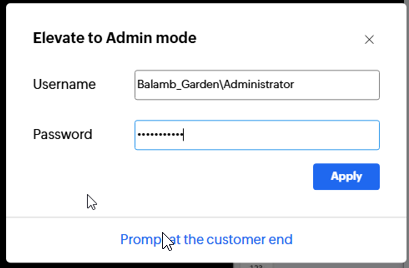 Elevate to Admin mode
Username
Balamb_Garden\Administrator
Password
•••••••••••
Apply
Prompt at the customer end